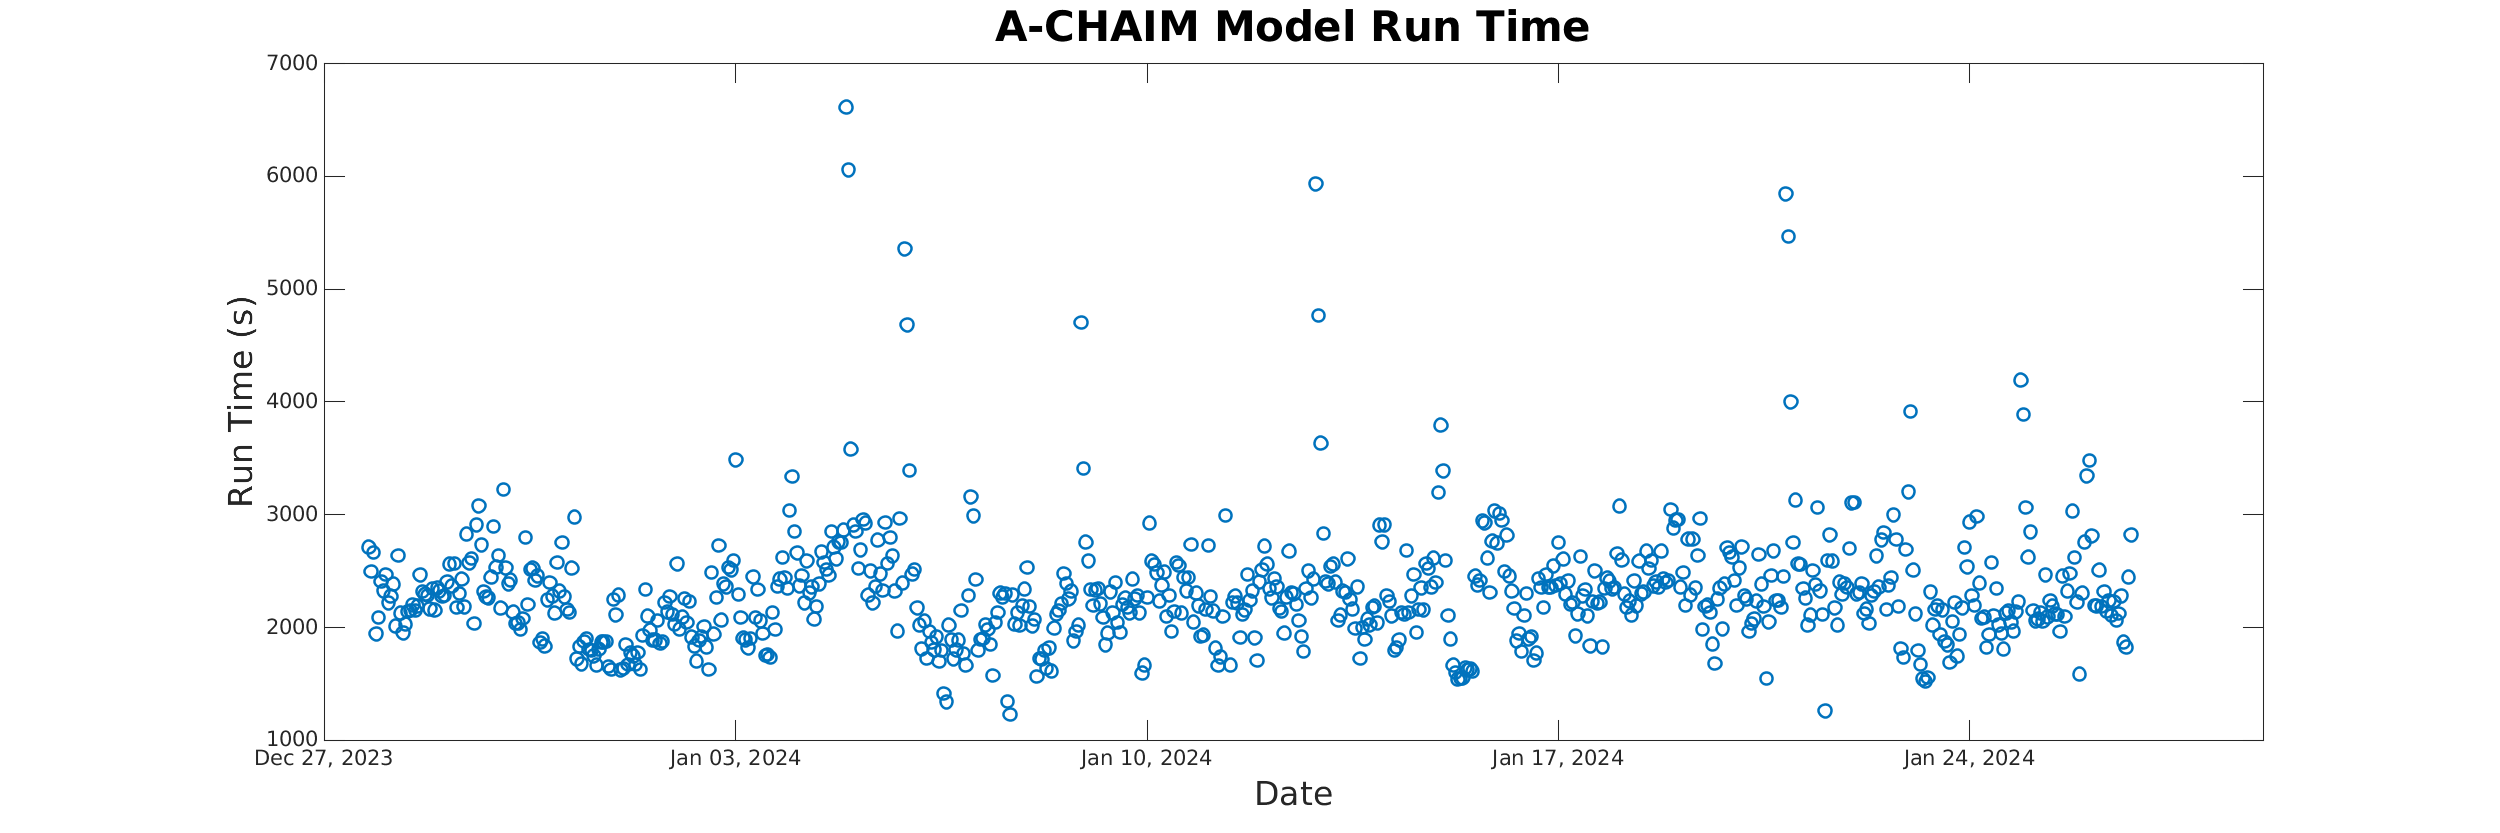 A-CHAIM Model Run Time
7000
6000
5000
4000
3000
2000
1000
Run Time (s)
Dec 27, 2023
Jan 03, 2024
Jan 10, 2024
Jan 17, 2024
Jan 24, 2024
Date